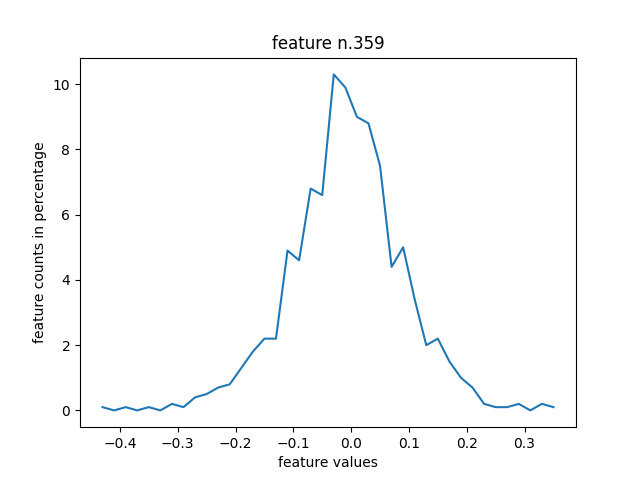 feature n.359
feature counts in percentage
10
8
6
4
2
0
−0.4 −0.3 −0.2 −0.1 0.0 0.1 0.2 0.3
feature values